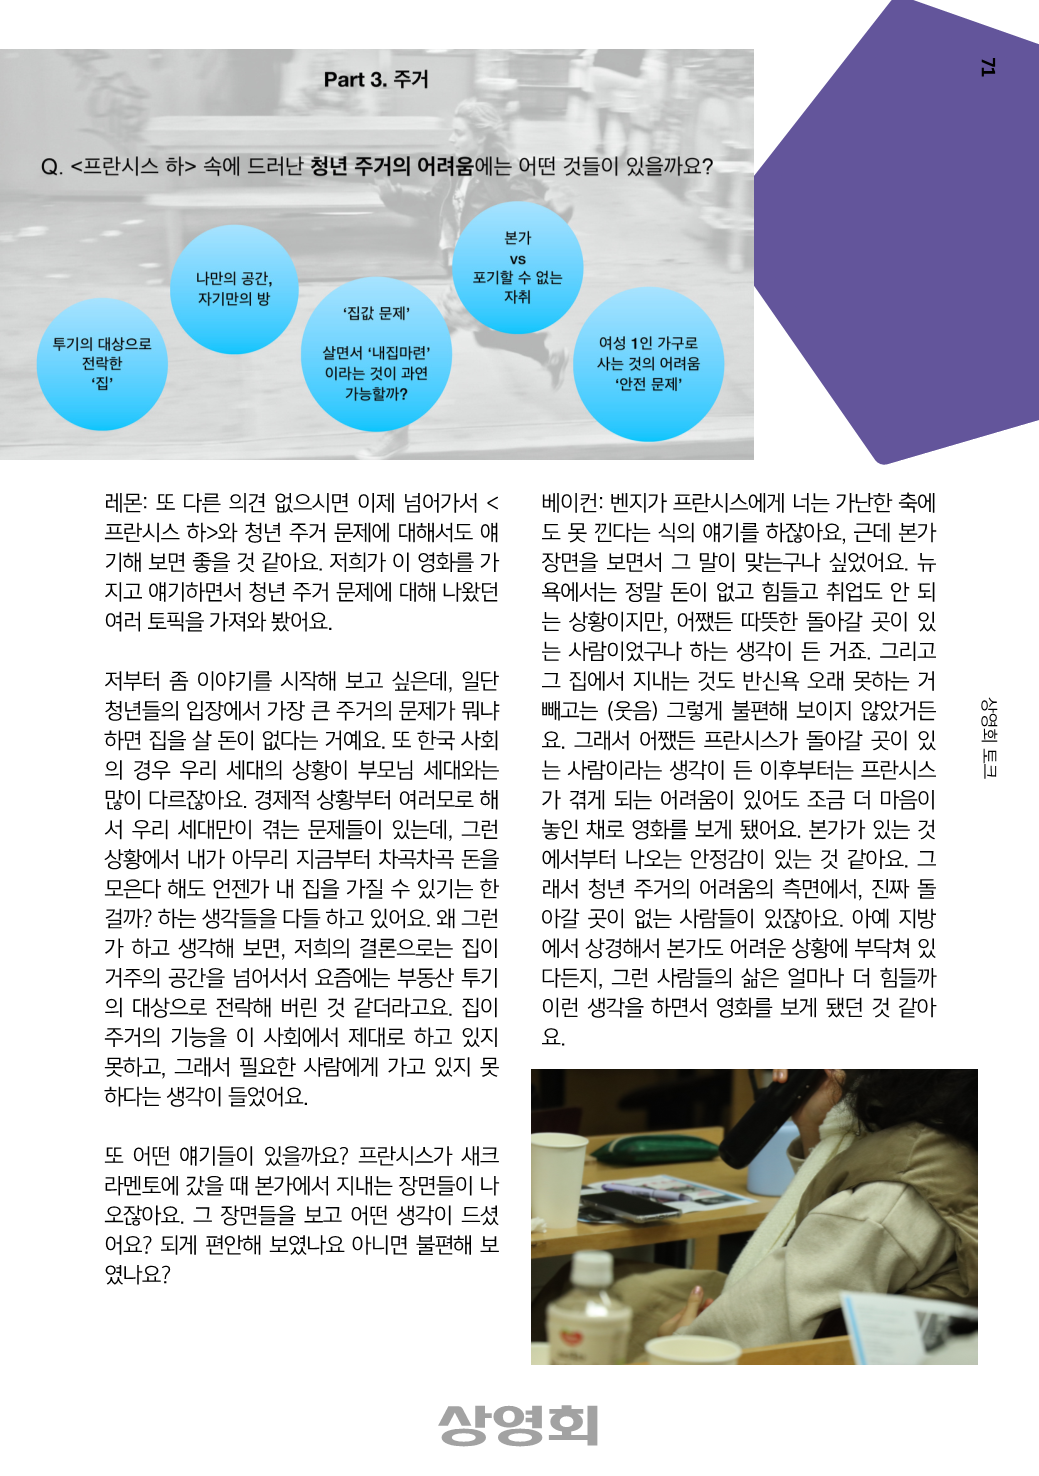 71
Part 3. 주거
Q. <프란시스 하> 속에 드러난 청년 주거의 어려움에는 어떤 것들이 있을까요?
투기의 대상으로
전락한
‘집’
나만의 공간,
자기만의 방
‘집값 문제’
살면서 ‘내집마련’
이라는 것이 과연
가능할까?
본가
vs
포기할 수 없는
자취
여성 1인 가구로
사는 것의 어려움
‘안전 문제’
레몬: 또 다른 의견 없으시면 이제 넘어가서 <
프란시스 하>와 청년 주거 문제에 대해서도 얘
기해 보면 좋을 것 같아요. 저희가 이 영화를 가
지고 얘기하면서 청년 주거 문제에 대해 나왔던
여러 토픽을 가져와 봤어요.
저부터 좀 이야기를 시작해 보고 싶은데, 일단
청년들의 입장에서 가장 큰 주거의 문제가 뭐냐
하면 집을 살 돈이 없다는 거예요. 또 한국 사회
의 경우 우리 세대의 상황이 부모님 세대와는
많이 다르잖아요. 경제적 상황부터 여러모로 해
서 우리 세대만이 겪는 문제들이 있는데, 그런
상황에서 내가 아무리 지금부터 차곡차곡 돈을
모은다 해도 언젠가 내 집을 가질 수 있기는 한
걸까? 하는 생각들을 다들 하고 있어요. 왜 그런
가 하고 생각해 보면, 저희의 결론으로는 집이
거주의 공간을 넘어서서 요즘에는 부동산 투기
의 대상으로 전락해 버린 것 같더라고요. 집이
주거의 기능을 이 사회에서 제대로 하고 있지
못하고, 그래서 필요한 사람에게 가고 있지 못
하다는 생각이 들었어요.
또 어떤 얘기들이 있을까요? 프란시스가 새크
라멘토에 갔을 때 본가에서 지내는 장면들이 나
오잖아요. 그 장면들을 보고 어떤 생각이 드셨
어요? 되게 편안해 보였나요 아니면 불편해 보
였나요?
베이컨: 벤지가 프란시스에게 너는 가난한 축에
도 못 낀다는 식의 얘기를 하잖아요, 근데 본가
장면을 보면서 그 말이 맞는구나 싶었어요. 뉴
욕에서는 정말 돈이 없고 힘들고 취업도 안 되
는 상황이지만, 어쨌든 따뜻한 돌아갈 곳이 있
는 사람이었구나 하는 생각이 든 거죠. 그리고
그 집에서 지내는 것도 반신욕 오래 못하는 거
빼고는 (웃음) 그렇게 불편해 보이지 않았거든
요. 그래서 어쨌든 프란시스가 돌아갈 곳이 있
는 사람이라는 생각이 든 이후부터는 프란시스
가 겪게 되는 어려움이 있어도 조금 더 마음이
놓인 채로 영화를 보게 됐어요. 본가가 있는 것
에서부터 나오는 안정감이 있는 것 같아요. 그
래서 청년 주거의 어려움의 측면에서, 진짜 돌
아갈 곳이 없는 사람들이 있잖아요. 아예 지방
에서 상경해서 본가도 어려운 상황에 부닥쳐 있
다든지, 그런 사람들의 삶은 얼마나 더 힘들까
이런 생각을 하면서 영화를 보게 됐던 것 같아
요.
상영회 토크
상영회